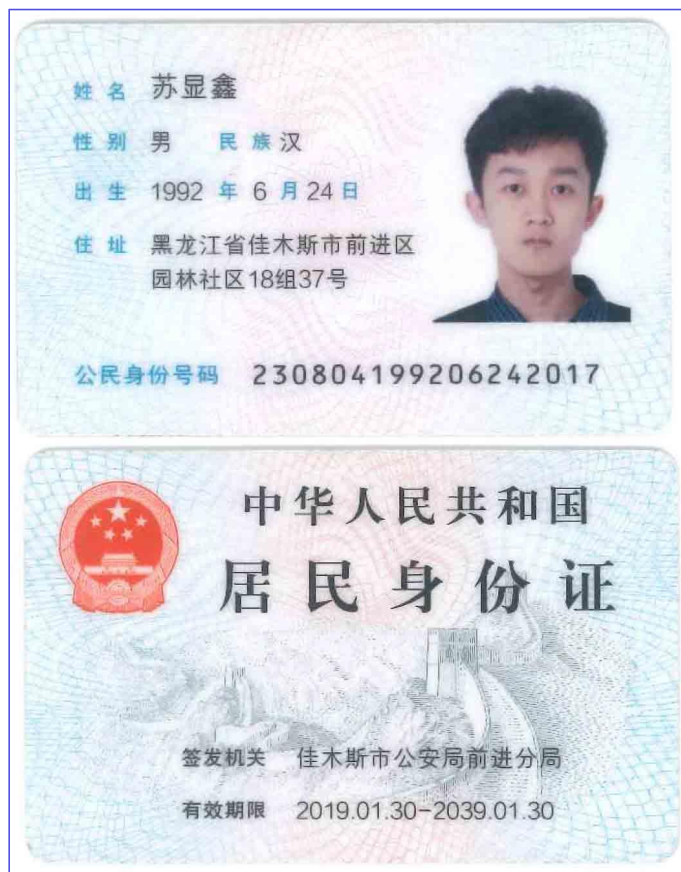 姓名 苏显鑫
性别 男 民族 汉
出生 1992 年 6 月 24 日
住址 黑龙江省佳木斯市前进区
园林社区18组37号
公民身份号码 230804199206242017
中华人民共和国
居民身份证
签发机关 佳木斯市公安局前进分局
有效期限 2019.01.30-2039.01.30